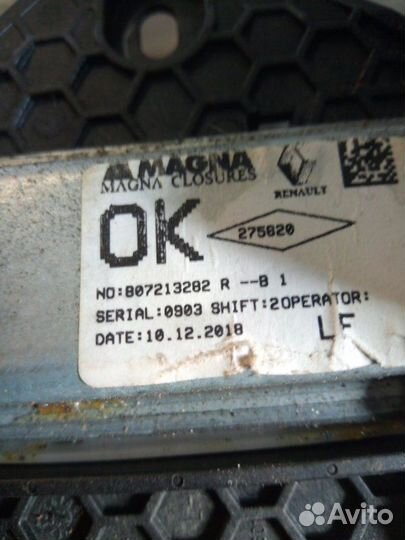 MAGNA
MAGNA CLOSURES
RENAULT
OK
275820
NO:807213282 R --B 1
SERIAL:0903 SHIFT:2OPERATOR:
DATE:10.12.2018
LF
Avito